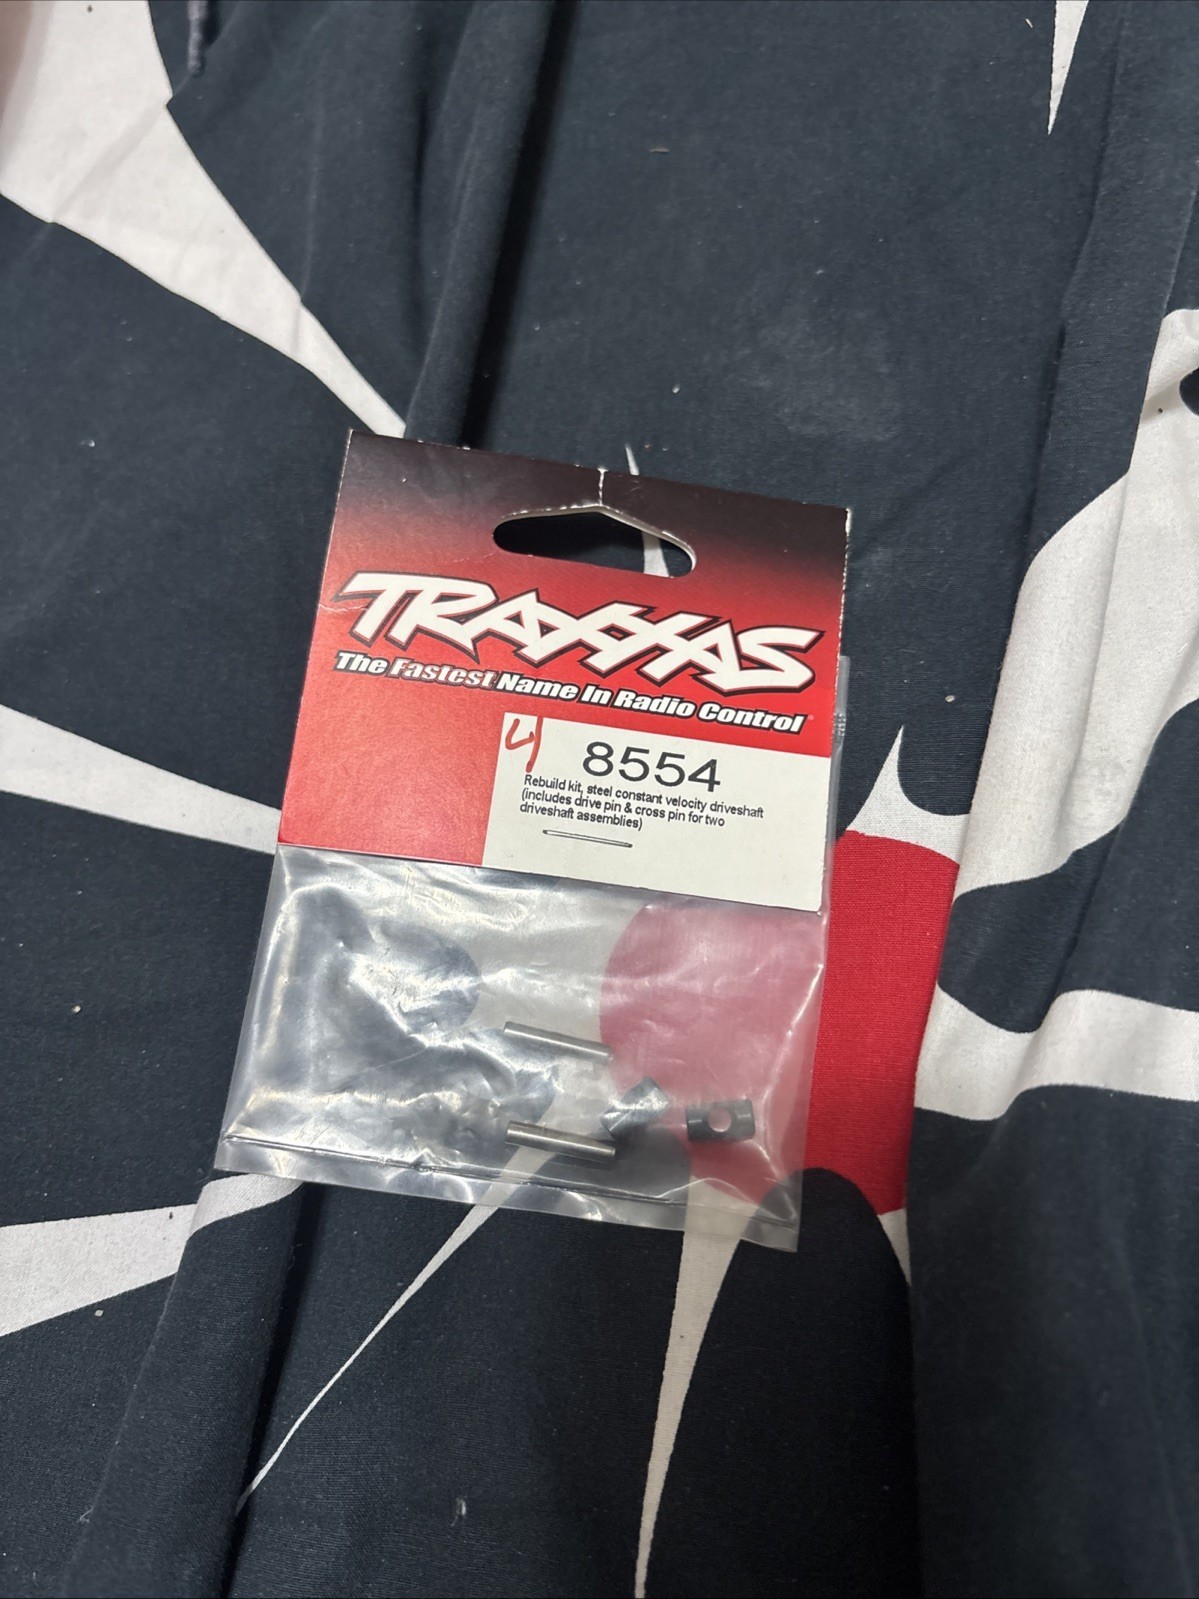 TRAXXAS
The Fastest Name In Radio Control
4 8554
Rebuild kit, steel constant velocity driveshaft
(includes drive pin & cross pin for two
driveshaft assemblies)